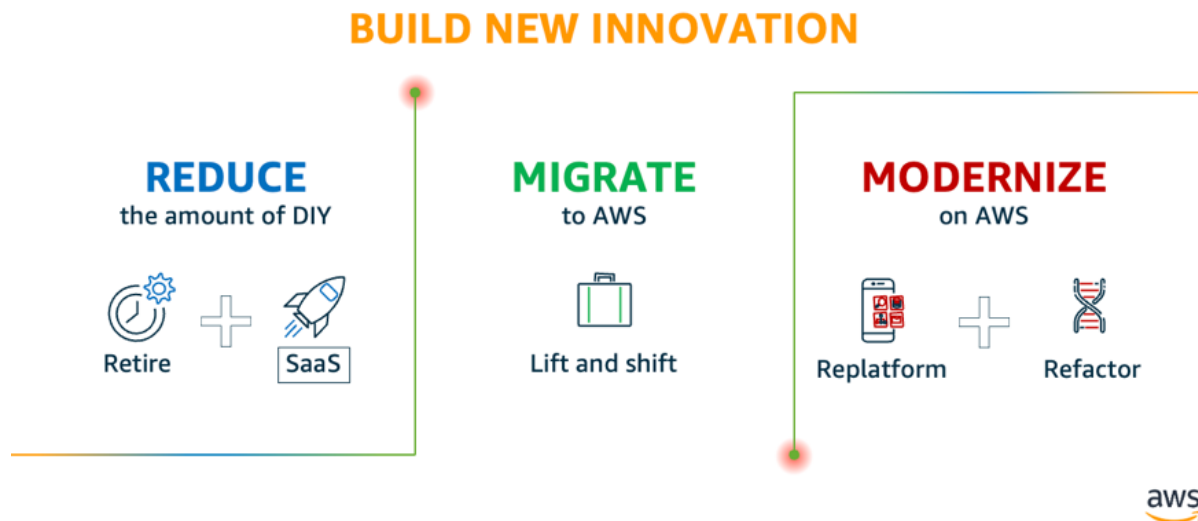 BUILD NEW INNOVATION
REDUCE
the amount of DIY
Retire
SaaS
MIGRATE
to AWS
Lift and shift
MODERNIZE
on AWS
Replatform
Refactor
aws